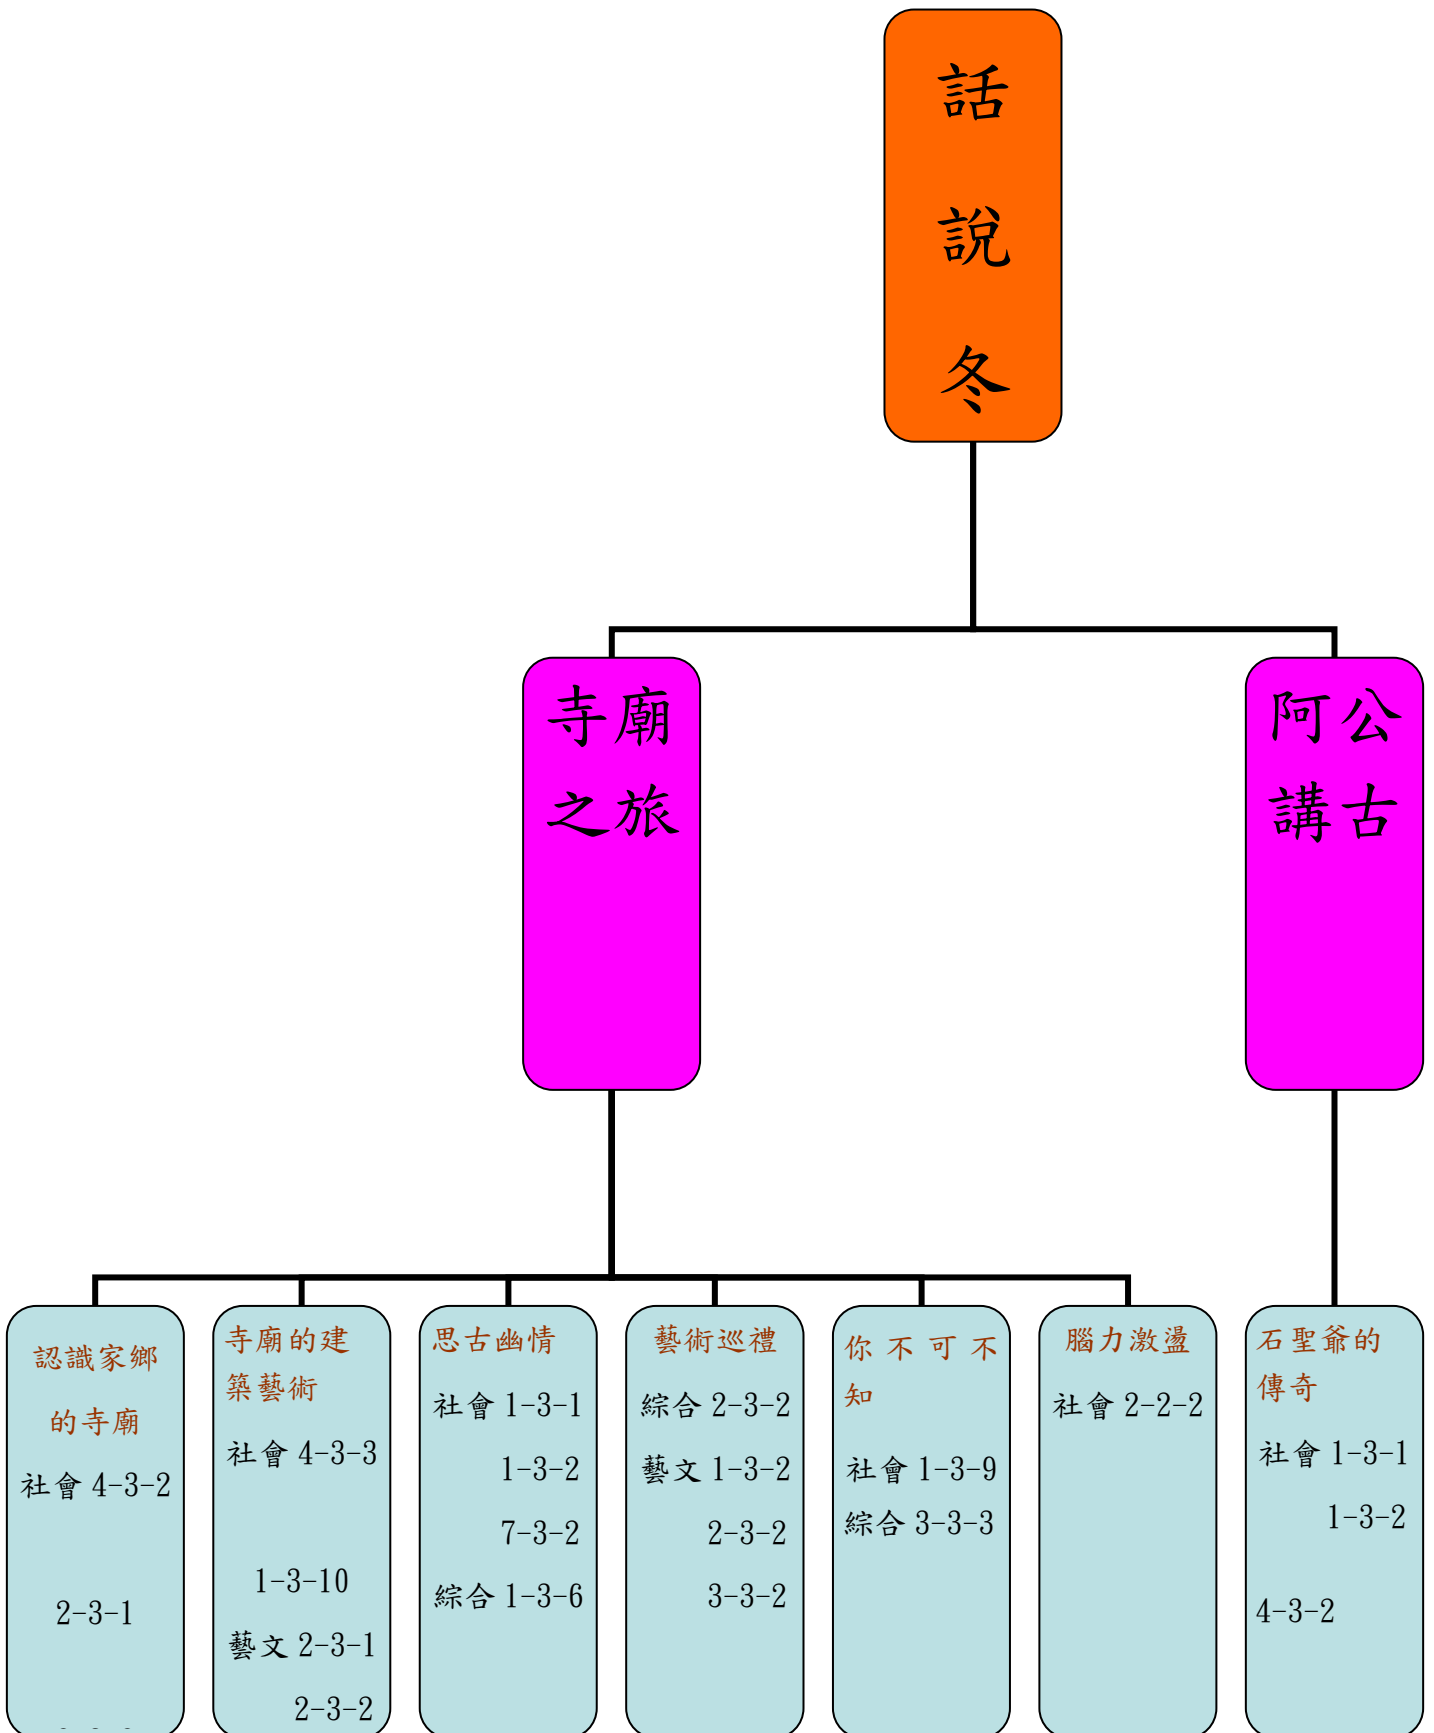 話
說
冬
寺廟
之旅
阿公
講古
認識家鄉
的寺廟
社會 4-3-2
2-3-1
寺廟的建
築藝術
社會 4-3-3
1-3-10
藝文 2-3-1
2-3-2
思古幽情
社會 1-3-1
1-3-2
7-3-2
綜合 1-3-6
藝術巡禮
綜合 2-3-2
藝文 1-3-2
2-3-2
3-3-2
你不可不
知
社會 1-3-9
綜合 3-3-3
腦力激盪
社會 2-2-2
石聖爺的
傳奇
社會 1-3-1
1-3-2
4-3-2